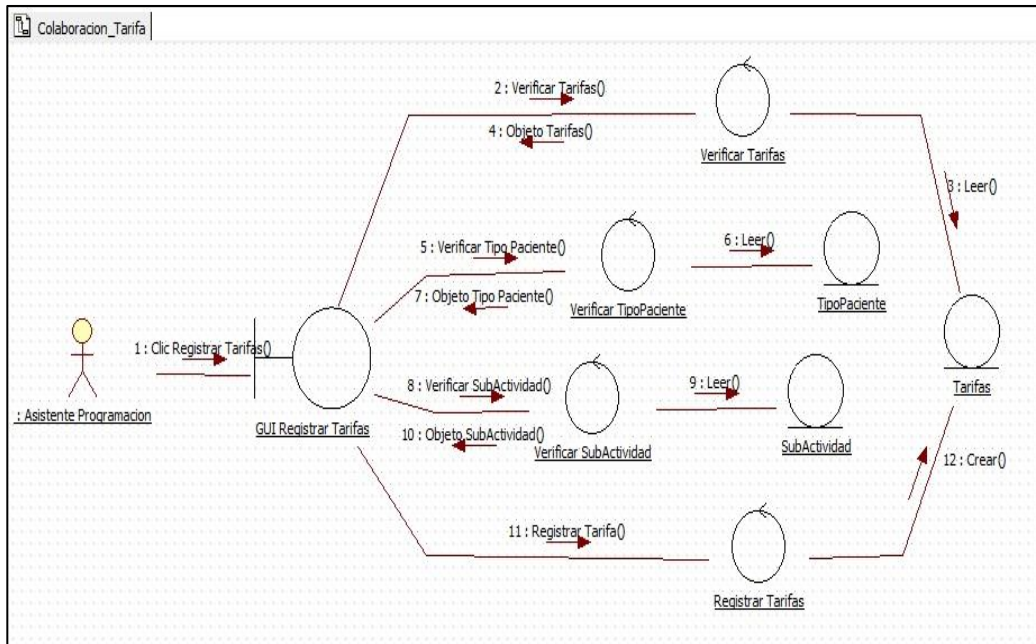 Colaboracion_Tarifa
2 : Verificar Tarifas()
4 : Objeto Tarifas()
Verificar Tarifas
3 : Leer()
5 : Verificar Tipo Paciente()
6 : Leer()
7 : Objeto Tipo Paciente()
Verificar TipoPaciente
TipoPaciente
1 : Clic Registrar Tarifas()
Tarifas
8 : Verificar SubActividad()
9 : Leer()
: Asistente Programacion
GUI Registrar Tarifas
10 : Objeto SubActividad()
Verificar SubActividad
SubActividad
12 : Crear()
11 : Registrar Tarifa()
Registrar Tarifas